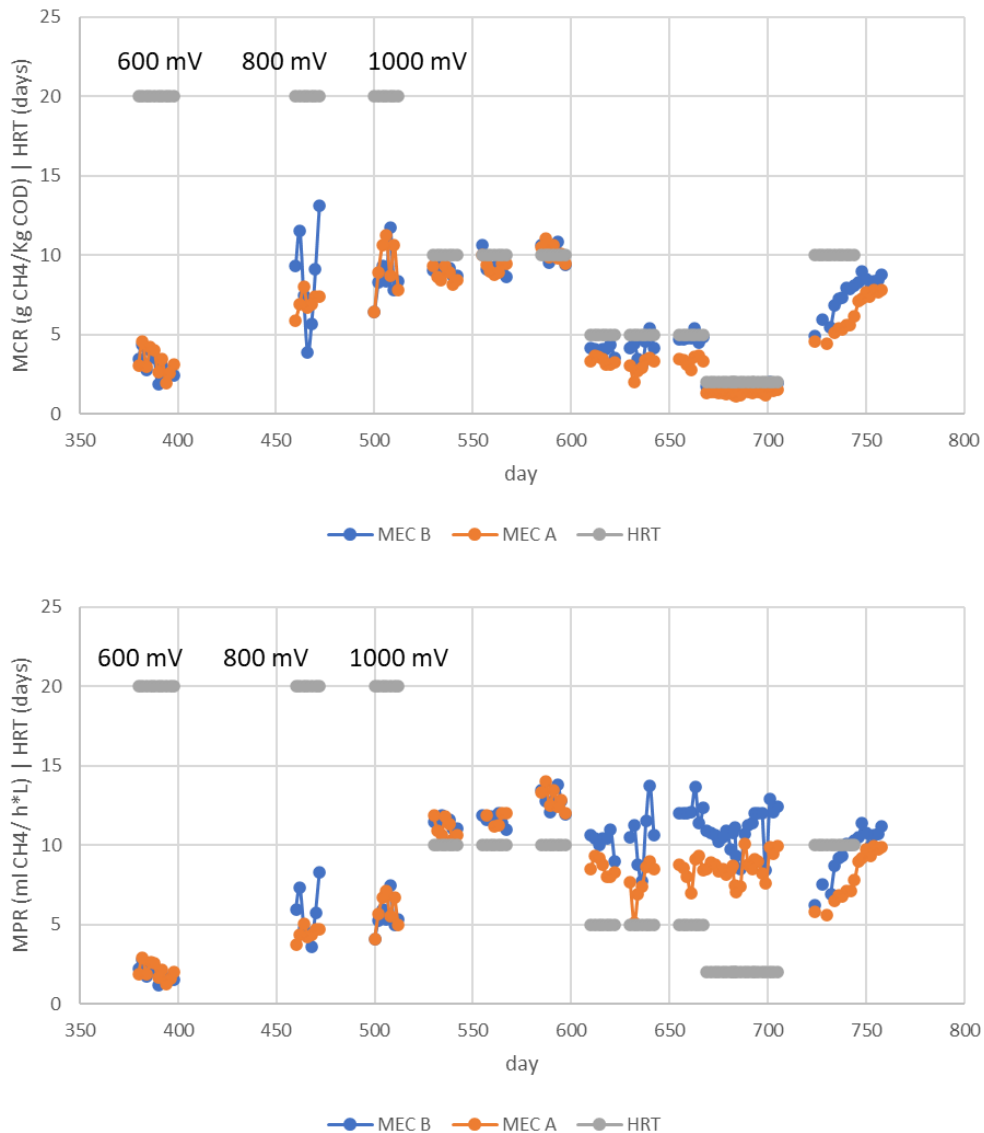 25
600 mV 800 mV 1000 mV
20
15
10
5
0
MCR (g CH4/Kg COD) | HRT (days)
350 400 450 500 550 600 650 700 750 800
day
MEC B MEC A HRT
25
600 mV 800 mV 1000 mV
20
15
10
5
0
MPR (ml CH4/ h*L) | HRT (days)
350 400 450 500 550 600 650 700 750 800
day
MEC B MEC A HRT